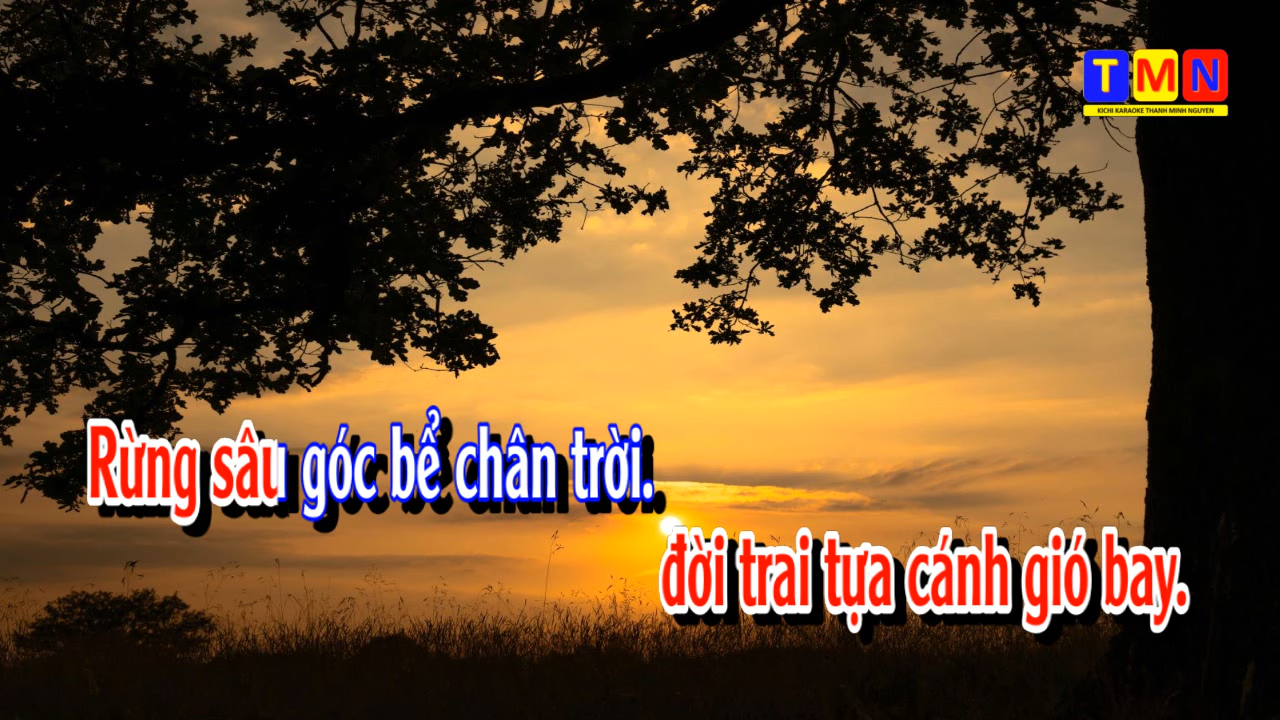 TMN
KICHI KARAOKE THANH MINH NGUYEN
Rừng sâu góc bể chân trời.
đời trai tựa cánh gió bay.